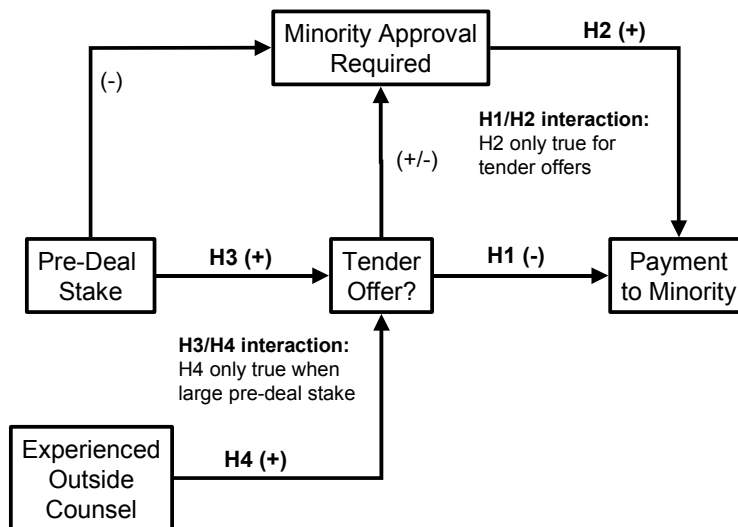 Minority Approval
Required
H2 (+)
(-)
H1/H2 interaction:
H2 only true for
tender offers
(+/-)
Pre-Deal
Stake
H3 (+)
Tender
Offer?
H1 (-)
Payment
to Minority
H3/H4 interaction:
H4 only true when
large pre-deal stake
Experienced
Outside
Counsel
H4 (+)